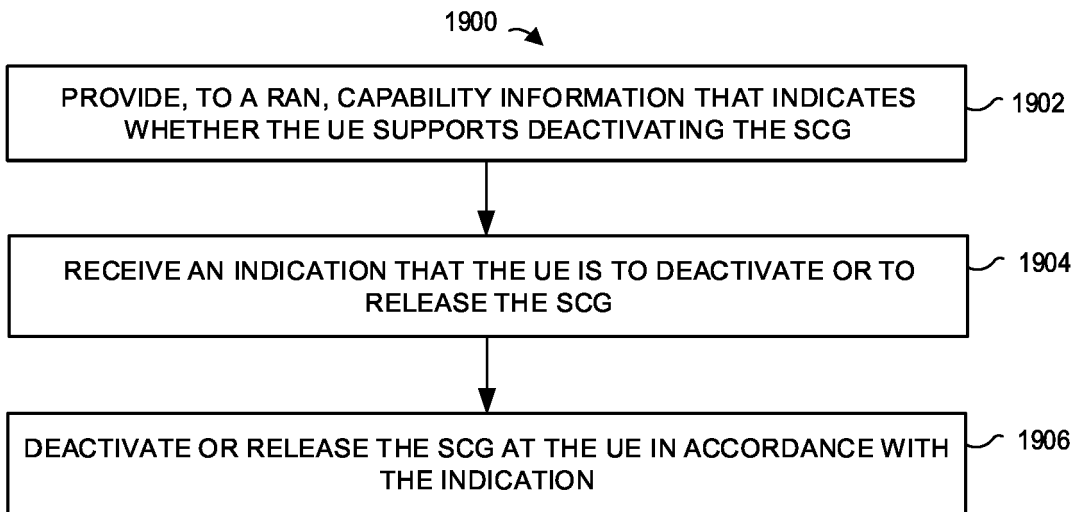 1900
PROVIDE, TO A RAN, CAPABILITY INFORMATION THAT INDICATES
WHETHER THE UE SUPPORTS DEACTIVATING THE SCG
1902
RECEIVE AN INDICATION THAT THE UE IS TO DEACTIVATE OR TO
RELEASE THE SCG
1904
DEACTIVATE OR RELEASE THE SCG AT THE UE IN ACCORDANCE WITH
THE INDICATION
1906